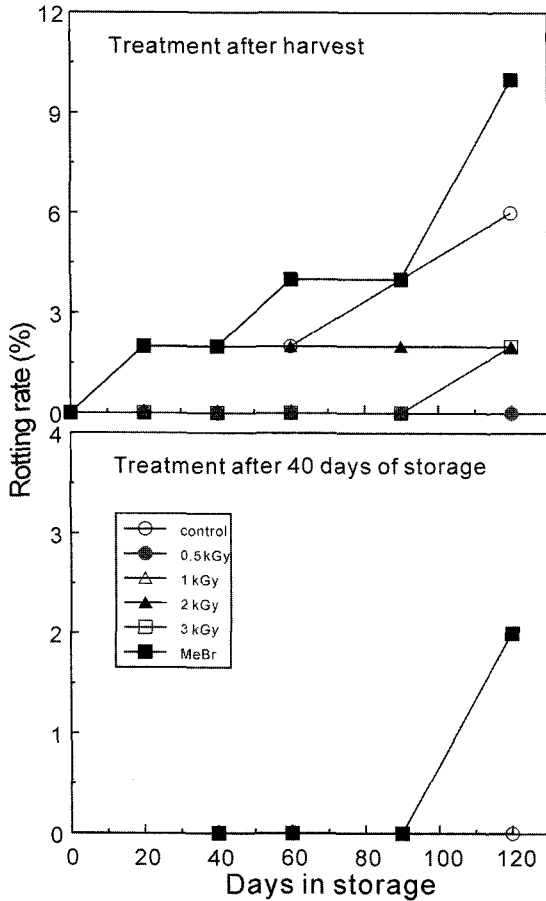 12
Treatment after harvest
9
6
3
0
Rotting rate (%)
4
Treatment after 40 days of storage
control
0.5 kGy
1 kGy
2 kGy
3 kGy
MeBr
3
2
1
0
0 20 40 60 80 100 120
Days in storage